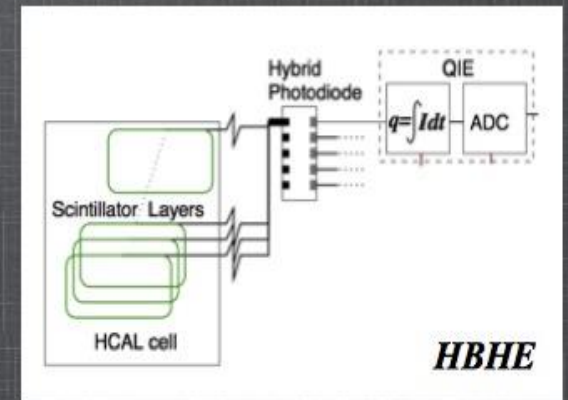 Hybrid
Photodiode
QIE
q=∫Idt
ADC
Scintillator Layers
HCAL cell
HBHE